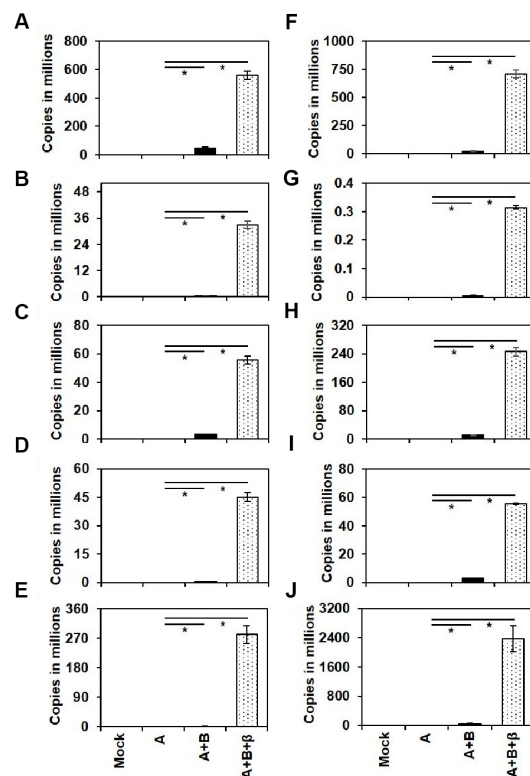 A
Copies in millions
800
600
400
200
0
* *
B
Copies in millions
48
36
24
12
0
* *
C
Copies in millions
80
60
40
20
0
* *
D
Copies in millions
60
45
30
15
0
* *
E
Copies in millions
360
270
180
90
0
* *
Mock
A
A+B
A+B+β
F
Copies in millions
1000
750
500
250
0
* *
G
Copies in millions
0.4
0.3
0.2
0.1
0
* *
H
Copies in millions
320
240
160
80
0
* *
I
Copies in millions
80
60
40
20
0
* *
J
Copies in millions
3200
2400
1600
800
0
* *
Mock
A
A+B
A+B+β